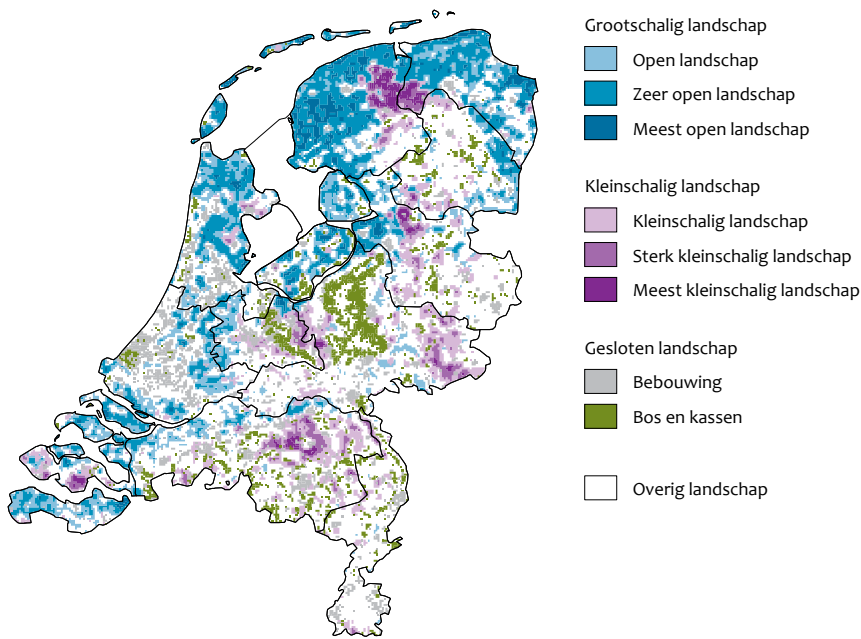 Grootschalig landschap
Open landschap
Zeer open landschap
Meest open landschap
Kleinschalig landschap
Kleinschalig landschap
Sterk kleinschalig landschap
Meest kleinschalig landschap
Gesloten landschap
Bebouwing
Bos en kassen
Overig landschap